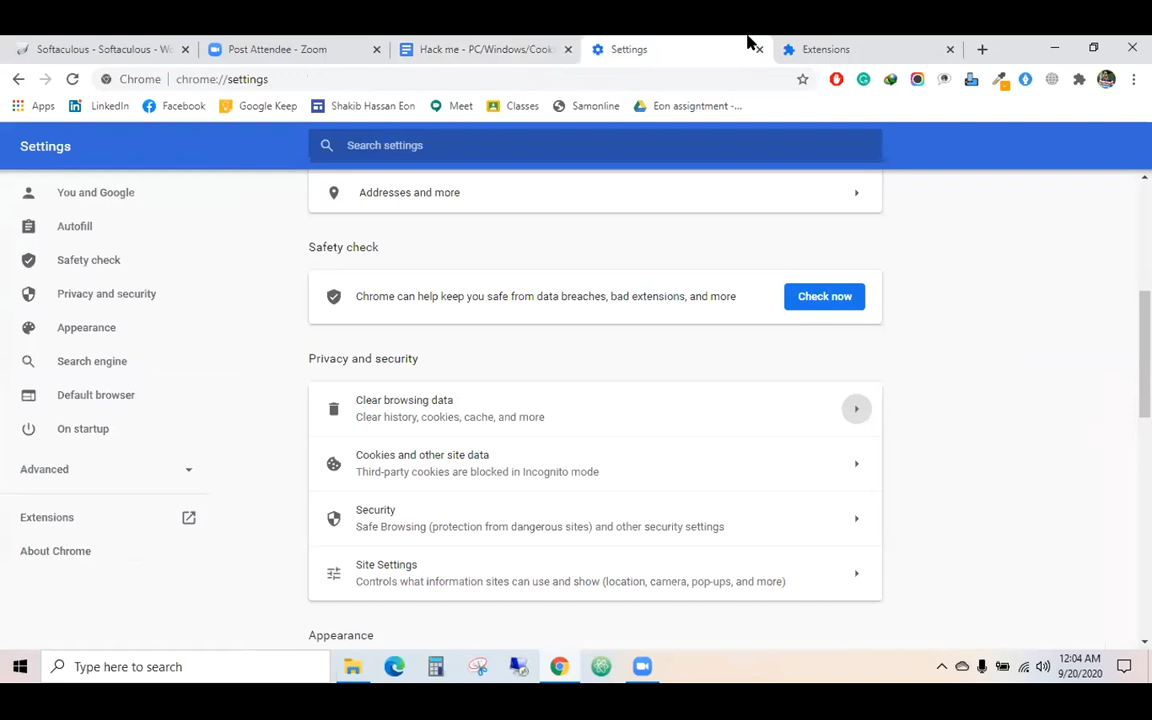 Softaculous - Softaculous - Wo
Post Attendee - Zoom
Hack me - PC/Windows/Cook
Settings
Extensions
Chrome
chrome://settings
Apps
LinkedIn
Facebook
Google Keep
Shakib Hassan Eon
Meet
Classes
Samonline
Eon assigntment -...
Settings
Search settings
You and Google
Autofill
Safety check
Privacy and security
Appearance
Search engine
Default browser
On startup
Advanced
Extensions
About Chrome
Addresses and more
Safety check
Chrome can help keep you safe from data breaches, bad extensions, and more
Check now
Privacy and security
Clear browsing data
Clear history, cookies, cache, and more
Cookies and other site data
Third-party cookies are blocked in Incognito mode
Security
Safe Browsing (protection from dangerous sites) and other security settings
Site Settings
Controls what information sites can use and show (location, camera, pop-ups, and more)
Appearance
Type here to search
12:04 AM
9/20/2020